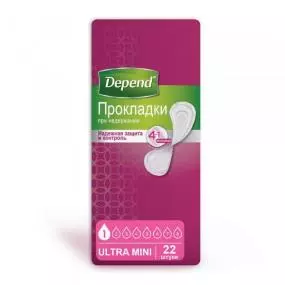 Depend
Прокладки
при недержании
Надежная защита
и контроль
4в1
1
ULTRA MINI
22
штуки